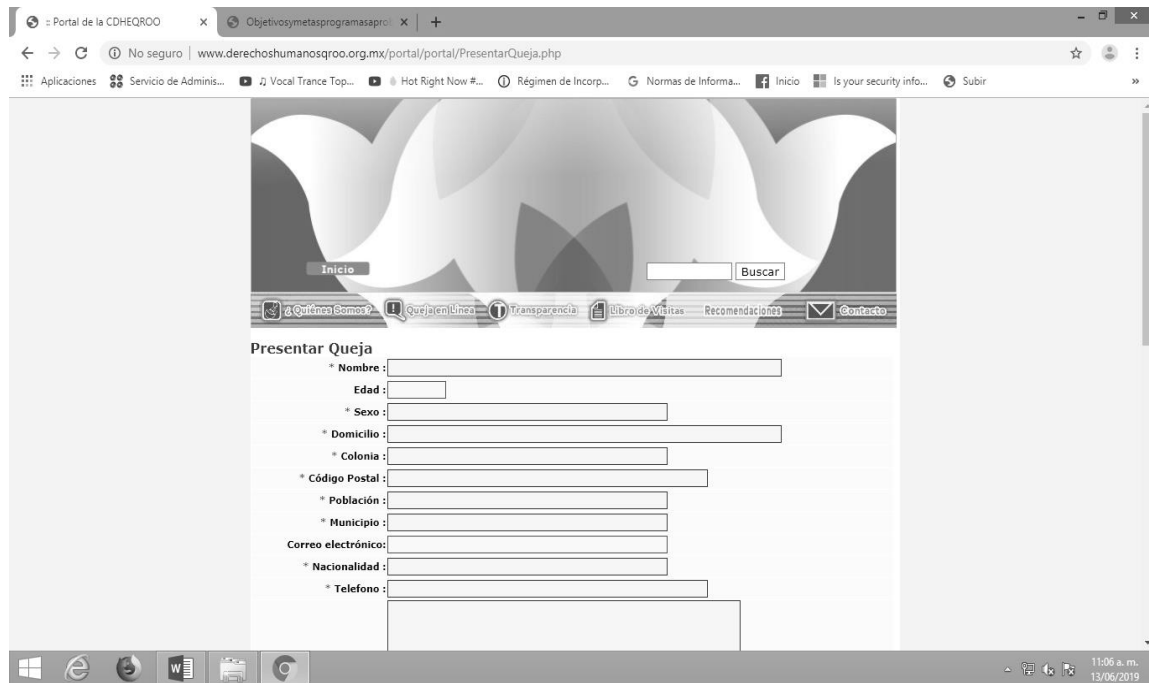 :: Portal de la CDHEQROO
Objetivosymetasprogramasapro
No seguro | www.derechoshumanosqroo.org.mx/portal/portal/PresentarQueja.php
Aplicaciones Servicio de Adminis... ♫ Vocal Trance Top... Hot Right Now #... Régimen de Incorp... Normas de Informa... Inicio Is your security info... Subir »
Inicio
Buscar
¿Quiénes Somos? Queja en Linea Transparencia Libro de Visitas Recomendaciones Contacto
Presentar Queja
* Nombre :
Edad :
* Sexo :
* Domicilio :
* Colonia :
* Código Postal :
* Población :
* Municipio :
Correo electrónico:
* Nacionalidad :
* Telefono :
11:06 a. m.
13/06/2019